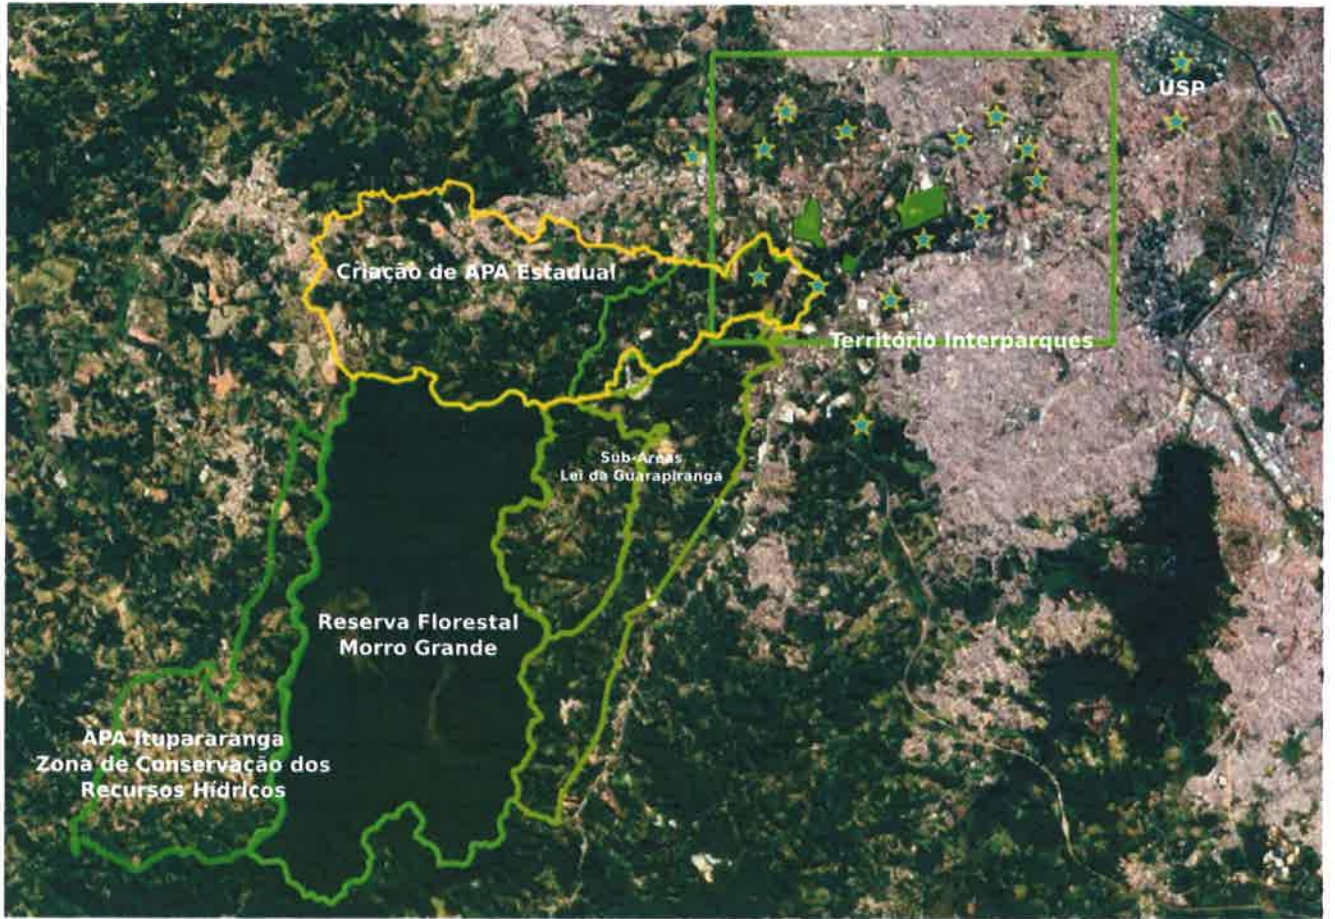 USP
Criação de APA Estadual
Território Interparques
Sub-Áreas
Lei da Guarapiranga
Reserva Florestal
Morro Grande
APA Itupararanga
Zona de Conservação dos
Recursos Hídricos